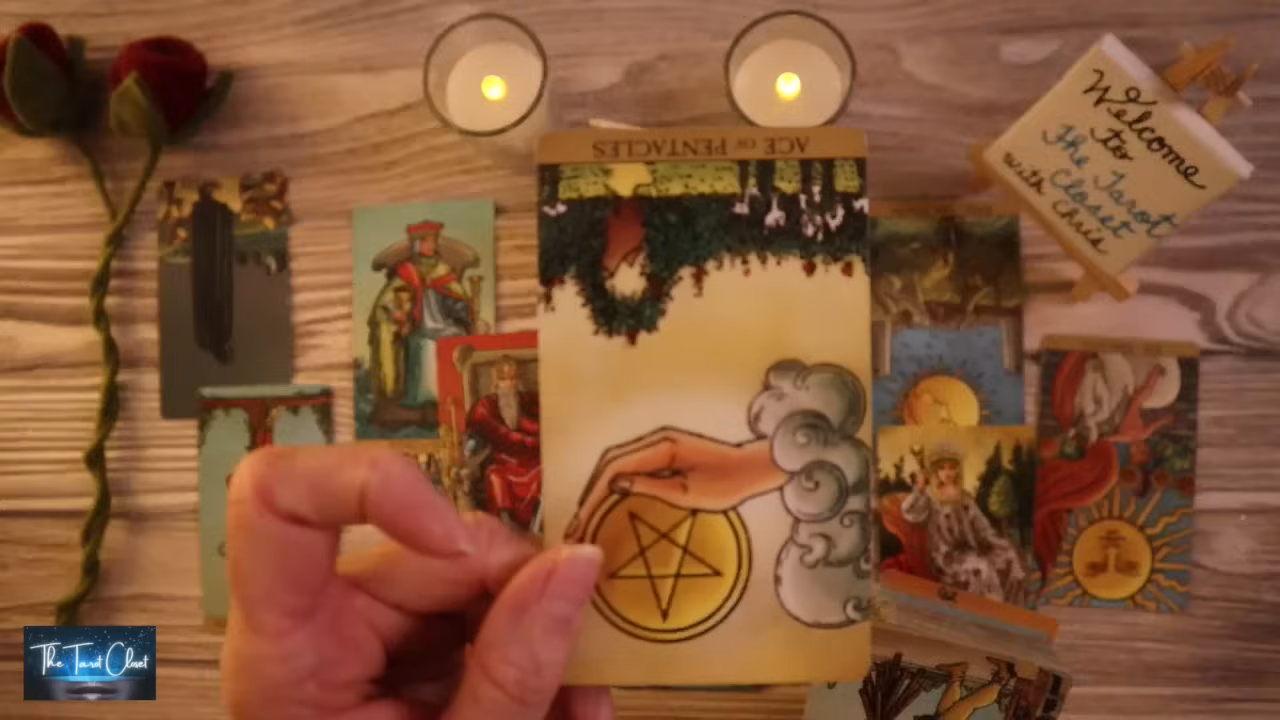 ACE OF PENTACLES
Welcome
to
The Tarot
Closet
with Chris
The Tarot Closet